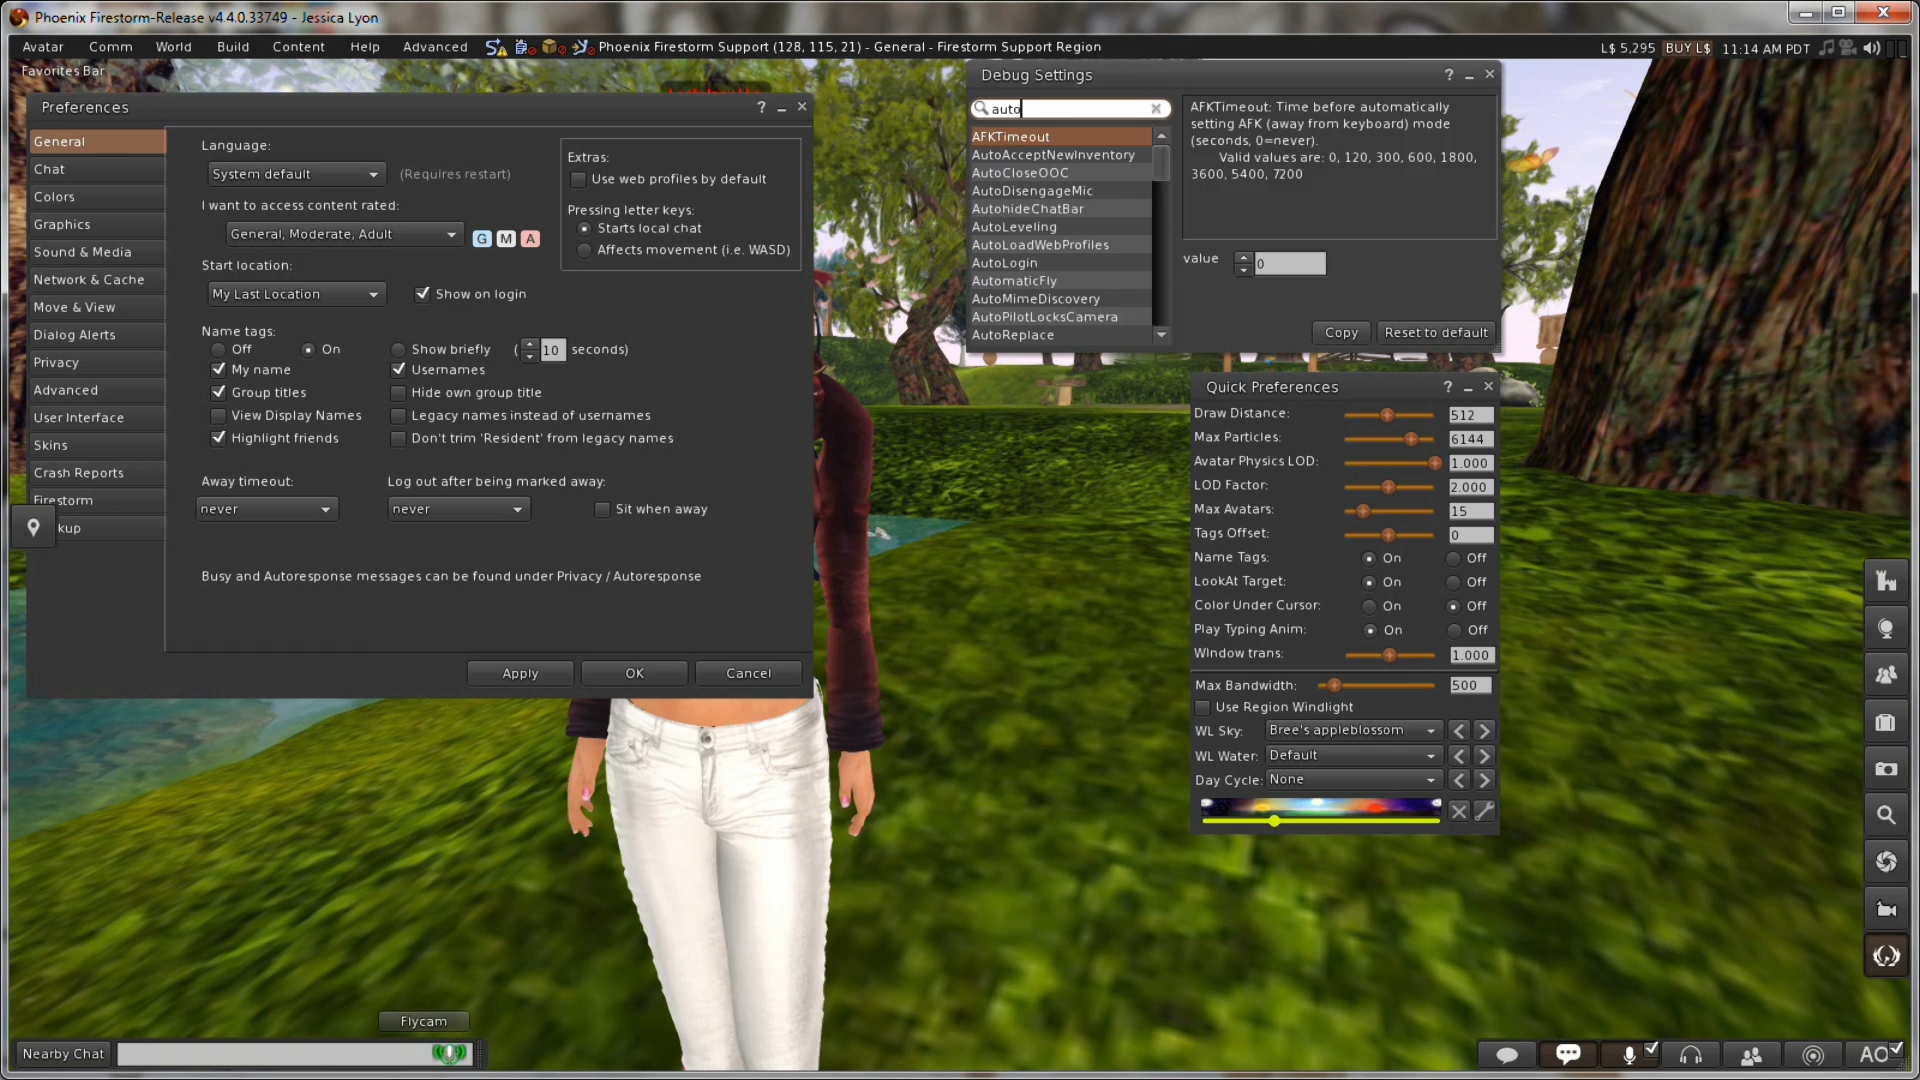 Phoenix Firestorm-Release v4.4.0.33749 - Jessica Lyon
Avatar Comm World Build Content Help Advanced Phoenix Firestorm Support (128, 115, 21) - General - Firestorm Support Region L$ 5,295 BUY L$ 11:14 AM PDT
Favorites Bar
Preferences
General
Chat
Colors
Graphics
Sound & Media
Network & Cache
Move & View
Dialog Alerts
Privacy
Advanced
User Interface
Skins
Crash Reports
Firestorm
kup
Language:
System default (Requires restart)
I want to access content rated:
General, Moderate, Adult G M A
Start location:
My Last Location Show on login
Extras:
Use web profiles by default
Pressing letter keys:
Starts local chat
Affects movement (i.e. WASD)
Name tags:
Off On Show briefly ( 10 seconds)
My name Usernames
Group titles Hide own group title
View Display Names Legacy names instead of usernames
Highlight friends Don't trim 'Resident' from legacy names
Away timeout: Log out after being marked away:
never never Sit when away
Busy and Autoresponse messages can be found under Privacy / Autoresponse
Apply OK Cancel
Debug Settings
auto
AFKTimeout
AutoAcceptNewInventory
AutoCloseOOC
AutoDisengageMic
AutohideChatBar
AutoLeveling
AutoLoadWebProfiles
AutoLogin
AutomaticFly
AutoMimeDiscovery
AutoPilotLocksCamera
AutoReplace
AFKTimeout: Time before automatically
setting AFK (away from keyboard) mode
(seconds, 0=never).
Valid values are: 0, 120, 300, 600, 1800,
3600, 5400, 7200
value 0
Copy Reset to default
Quick Preferences
Draw Distance: 512
Max Particles: 6144
Avatar Physics LOD: 1.000
LOD Factor: 2.000
Max Avatars: 15
Tags Offset: 0
Name Tags: On Off
LookAt Target: On Off
Color Under Cursor: On Off
Play Typing Anim: On Off
WIndow trans: 1.000
Max Bandwidth: 500
Use Region Windlight
WL Sky: Bree's appleblossom
WL Water: Default
Day Cycle: None
Flycam
Nearby Chat
AO